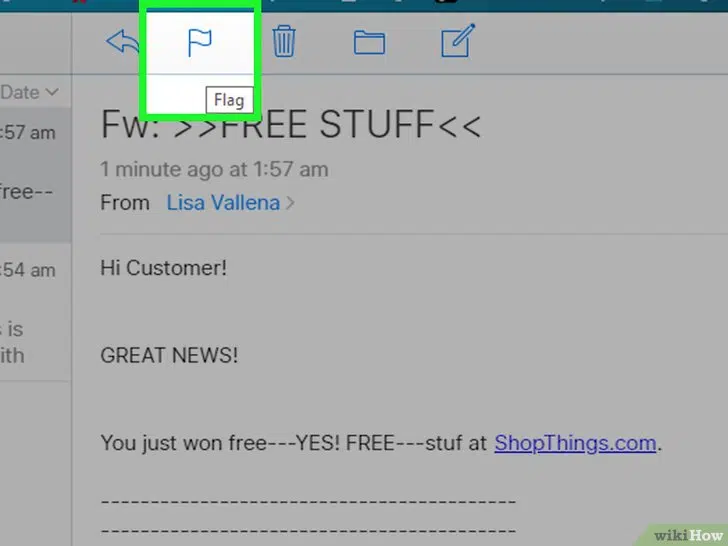 Flag
Date
:57 am
free--
:54 am
s is
ith
Fw: >>FREE STUFF<<
1 minute ago at 1:57 am
From Lisa Vallena >
Hi Customer!
GREAT NEWS!
You just won free---YES! FREE---stuf at ShopThings.com.
----------------------------------------
----------------------------------------
wikiHow